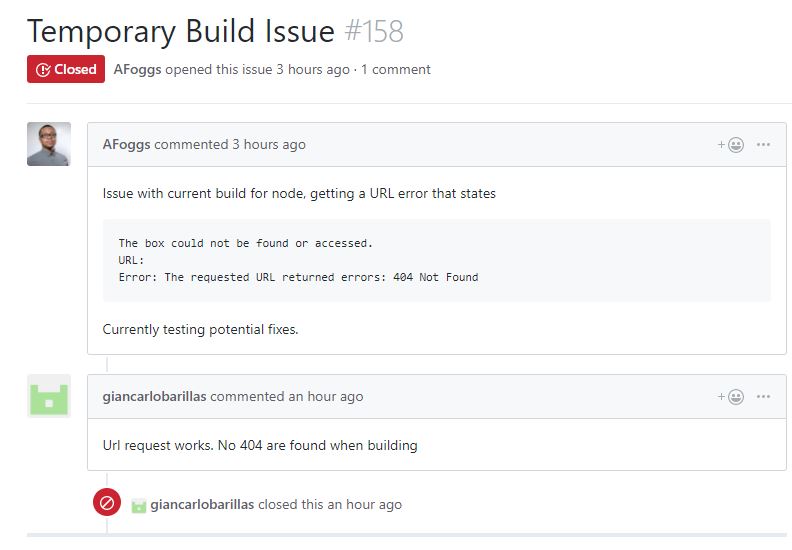 Temporary Build Issue #158
Closed AFoggs opened this issue 3 hours ago · 1 comment
AFoggs commented 3 hours ago
Issue with current build for node, getting a URL error that states
The box could not be found or accessed.
URL:
Error: The requested URL returned errors: 404 Not Found
Currently testing potential fixes.
giancarlobarillas commented an hour ago
Url request works. No 404 are found when building
giancarlobarillas closed this an hour ago